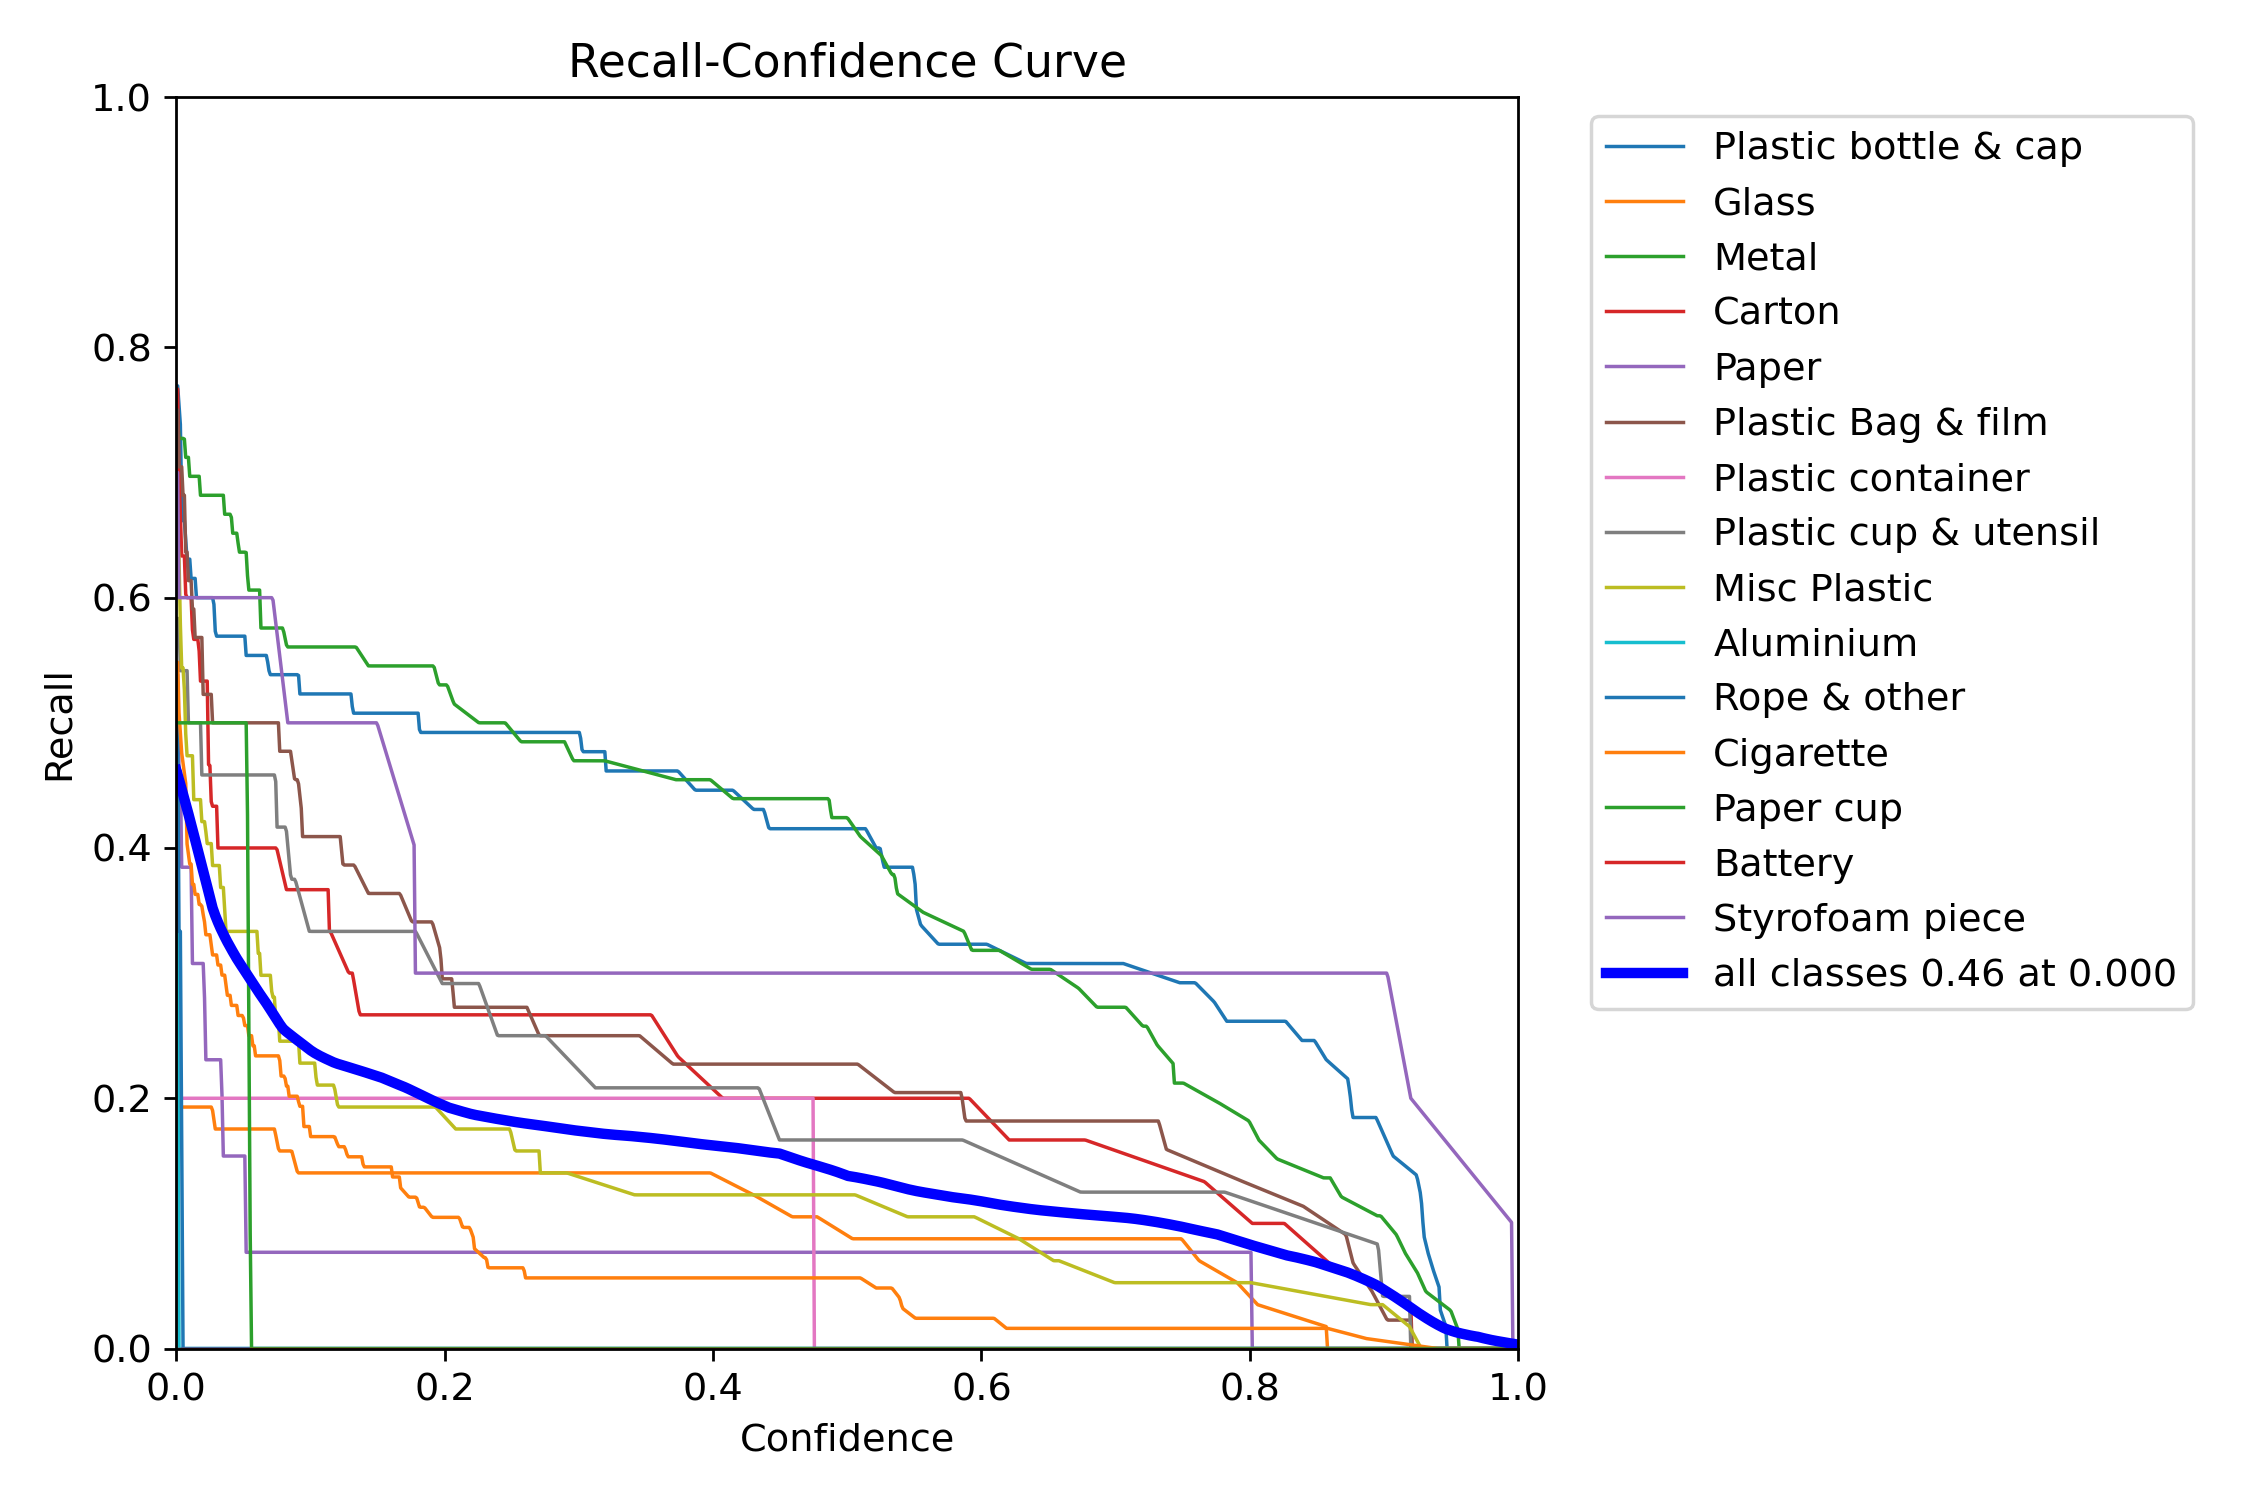 Recall-Confidence Curve
1.0
0.8
0.6
0.4
0.2
0.0
Recall
0.0 0.2 0.4 0.6 0.8 1.0
Confidence
Plastic bottle & cap
Glass
Metal
Carton
Paper
Plastic Bag & film
Plastic container
Plastic cup & utensil
Misc Plastic
Aluminium
Rope & other
Cigarette
Paper cup
Battery
Styrofoam piece
all classes 0.46 at 0.000